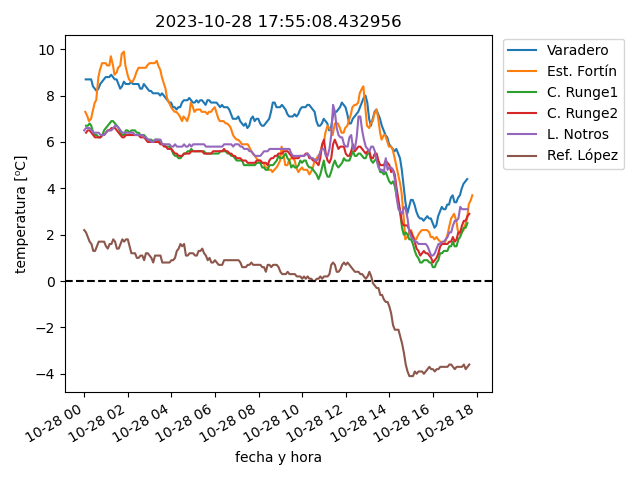 2023-10-28 17:55:08.432956
temperatura [ºC]
10
8
6
4
2
0
−2
−4
10-28 00
10-28 02
10-28 04
10-28 06
10-28 08
10-28 10
10-28 12
10-28 14
10-28 16
10-28 18
fecha y hora
Varadero
Est. Fortín
C. Runge1
C. Runge2
L. Notros
Ref. López